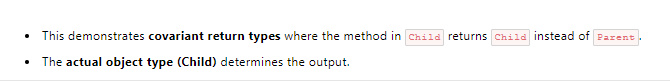 • This demonstrates covariant return types where the method in Child returns Child instead of Parent.
• The actual object type (Child) determines the output.